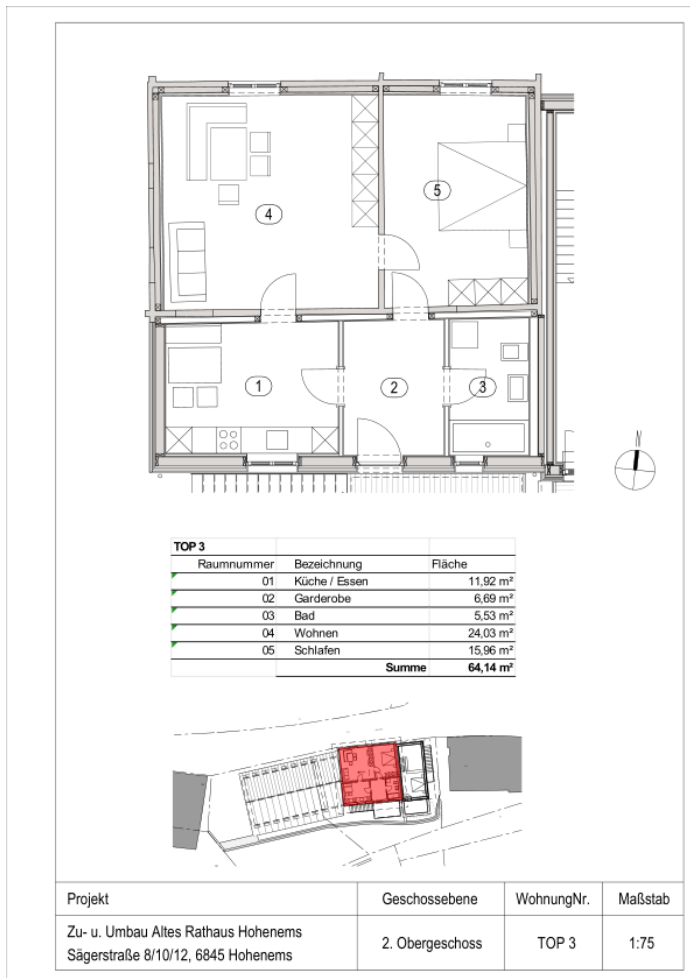 4
5
1
2
3
N
TOP 3
Raumnummer Bezeichnung Fläche
01 Küche / Essen 11,92 m²
02 Garderobe 6,69 m²
03 Bad 5,53 m²
04 Wohnen 24,03 m²
05 Schlafen 15,96 m²
Summe 64,14 m²
Projekt Geschossebene WohnungNr. Maßstab
Zu- u. Umbau Altes Rathaus Hohenems
Sägerstraße 8/10/12, 6845 Hohenems
2. Obergeschoss TOP 3 1:75